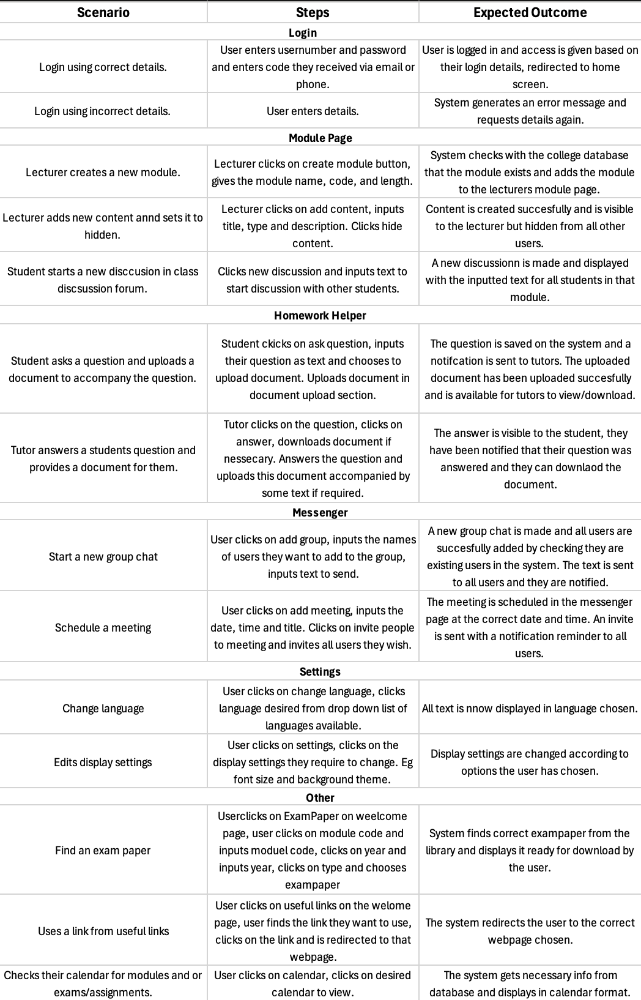 Scenario
Steps
Expected Outcome
Login
Login using correct details.
User enters usernumber and password
and enters code they received via email or
phone.
User is logged in and access is given based on
their login details, redirected to home
screen.
Login using incorrect details.
User enters details.
System generates an error message and
requests details again.
Module Page
Lecturer creates a new module.
Lecturer clicks on create module button,
gives the module name, code, and length.
System checks with the college database
that the module exists and adds the module
to the lecturers module page.
Lecturer adds new content annd sets it to
hidden.
Lecturer clicks on add content, inputs
title, type and description. Clicks hide
content.
Content is created succesfully and is visible
to the lecturer but hidden from all other
users.
Student starts a new disccusion in class
discsussion forum.
Clicks new discussion and inputs text to
start discussion with other students.
A new discussionn is made and displayed
with the inputted text for all students in that
module.
Homework Helper
Student asks a question and uploads a
document to accompany the question.
Student ckicks on ask question, inputs
their question as text and chooses to
upload document. Uploads document in
document upload section.
The question is saved on the system and a
notifcation is sent to tutors. The uploaded
document has been uploaded succesfully
and is available for tutors to view/download.
Tutor answers a students question and
provides a document for them.
Tutor clicks on the question, clicks on
answer, downloads document if
nessecary. Answers the question and
uploads this document accompanied by
some text if required.
The answer is visible to the student, they
have been notified that their question was
answered and they can downlaod the
document.
Messenger
Start a new group chat
User clicks on add group, inputs the names
of users they want to add to the group,
inputs text to send.
A new group chat is made and all users are
succesfully added by checking they are
existing users in the system. The text is sent
to all users and they are notified.
Schedule a meeting
User clicks on add meeting, inputs the
date, time and title. Clicks on invite people
to meeting and invites all users they wish.
The meeting is scheduled in the messenger
page at the correct date and time. An invite
is sent with a notification reminder to all
users.
Settings
Change language
User clicks on change language, clicks
language desired from drop down list of
languages available.
All text is nnow displayed in language chosen.
Edits display settings
User clicks on settings, clicks on the
display settings they require to change. Eg
font size and background theme.
Display settings are changed according to
options the user has chosen.
Other
Find an exam paper
Userclicks on ExamPaper on weelcome
page, user clicks on module code and
inputs moduel code, clicks on year and
inputs year, clicks on type and chooses
exampaper
System finds correct exampaper from the
library and displays it ready for download by
the user.
Uses a link from useful links
User clicks on useful links on the welome
page, user finds the link they want to use,
clicks on the link and is redirected to that
webpage.
The system redirects the user to the correct
webpage chosen.
Checks their calendar for modules and or
exams/assignments.
User clicks on calendar, clicks on desired
calendar to view.
The system gets necessary info from
database and displays in calendar format.